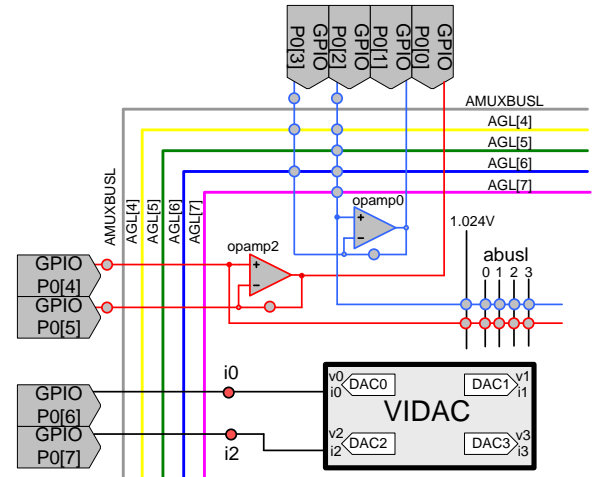 GPIO
P0[3]
GPIO
P0[2]
GPIO
P0[1]
GPIO
P0[0]
AMUXBUSL
AGL[4]
AGL[5]
AGL[6]
AGL[7]
AMUXBUSL
AGL[4]
AGL[5]
AGL[6]
AGL[7]
opamp0
+
−
1.024V
abusl
0 1 2 3
opamp2
+
−
GPIO
P0[4]
GPIO
P0[5]
GPIO
P0[6]
GPIO
P0[7]
i0
i2
v0
i0
DAC0
DAC1
v1
i1
VIDAC
v2
i2
DAC2
DAC3
v3
i3